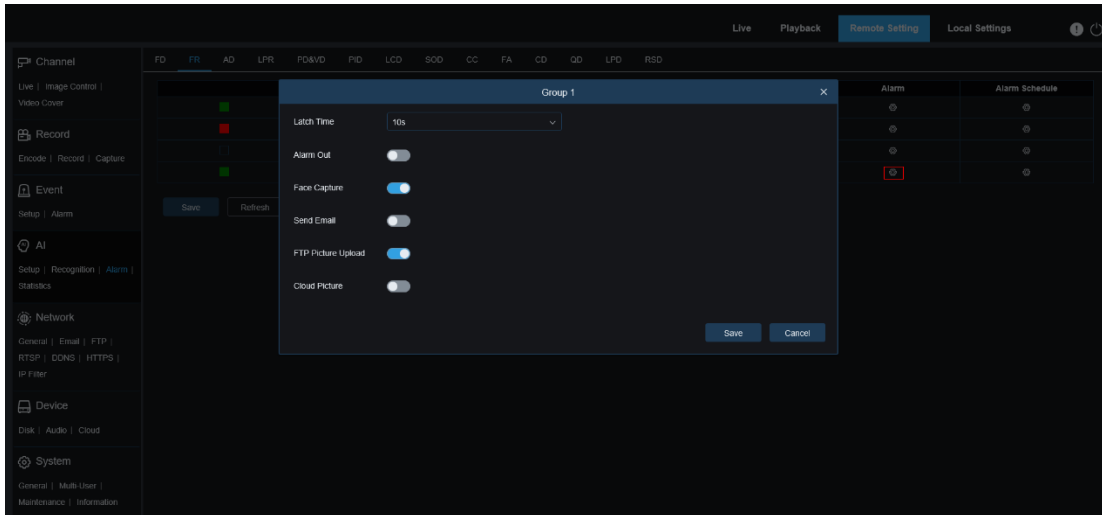 Live Playback Remote Setting Local Settings
Channel
Live | Image Control |
Video Cover
Record
Encode | Record | Capture
Event
Setup | Alarm
AI
Setup | Recognition | Alarm |
Statistics
Network
General | Email | FTP |
RTSP | DDNS | HTTPS |
IP Filter
Device
Disk | Audio | Cloud
System
General | Multi-User |
Maintenance | Information
FD FR AD LPR PD&VD PID LCD SOD CC FA CD QD LPD RSD
Alarm Alarm Schedule
Save Refresh
Group 1
Latch Time 10s
Alarm Out
Face Capture
Send Email
FTP Picture Upload
Cloud Picture
Save Cancel